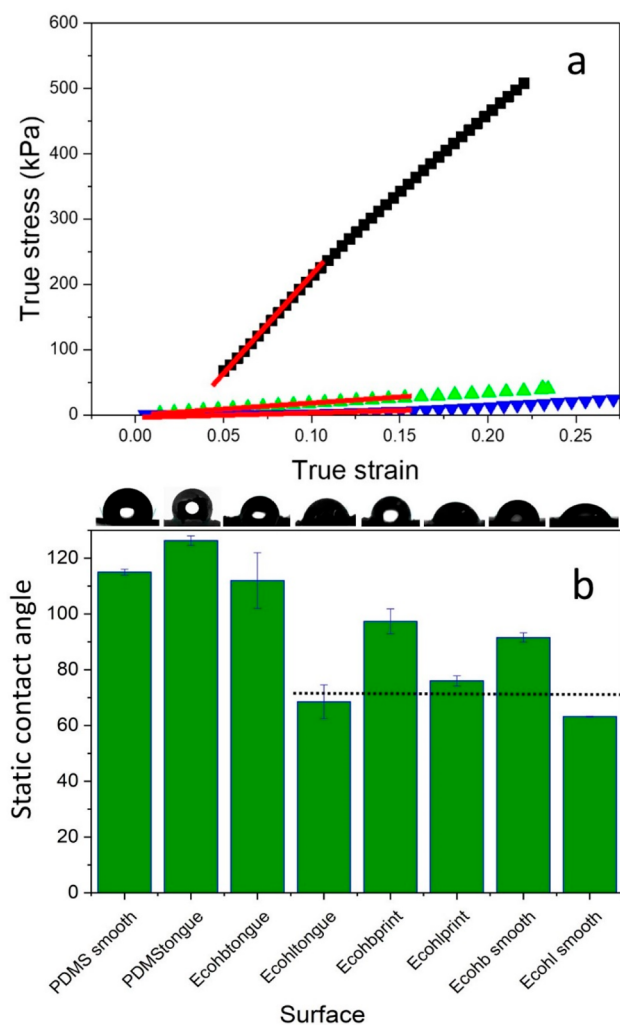 a
600
500
400
300
200
100
0
True stress (kPa)
0.00 0.05 0.10 0.15 0.20 0.25
True strain
b
120
100
80
60
40
20
0
Static contact angle
PDMS smooth
PDMStongue
Ecohbtongue
Ecohltongue
Ecohbprint
Ecohlprint
Ecohb smooth
Ecohl smooth
Surface